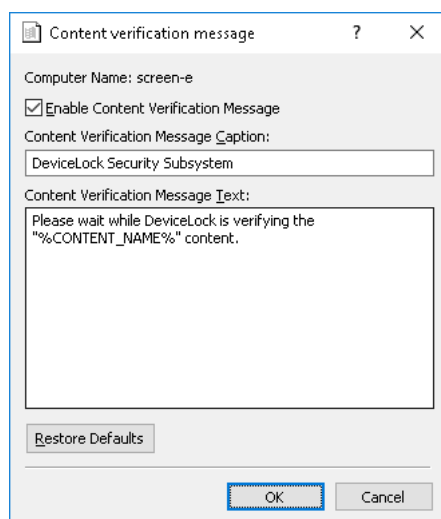 Content verification message
Computer Name: screen-e
Enable Content Verification Message
Content Verification Message Caption:
DeviceLock Security Subsystem
Content Verification Message Text:
Please wait while DeviceLock is verifying the
"%CONTENT_NAME%" content.
Restore Defaults
OK
Cancel